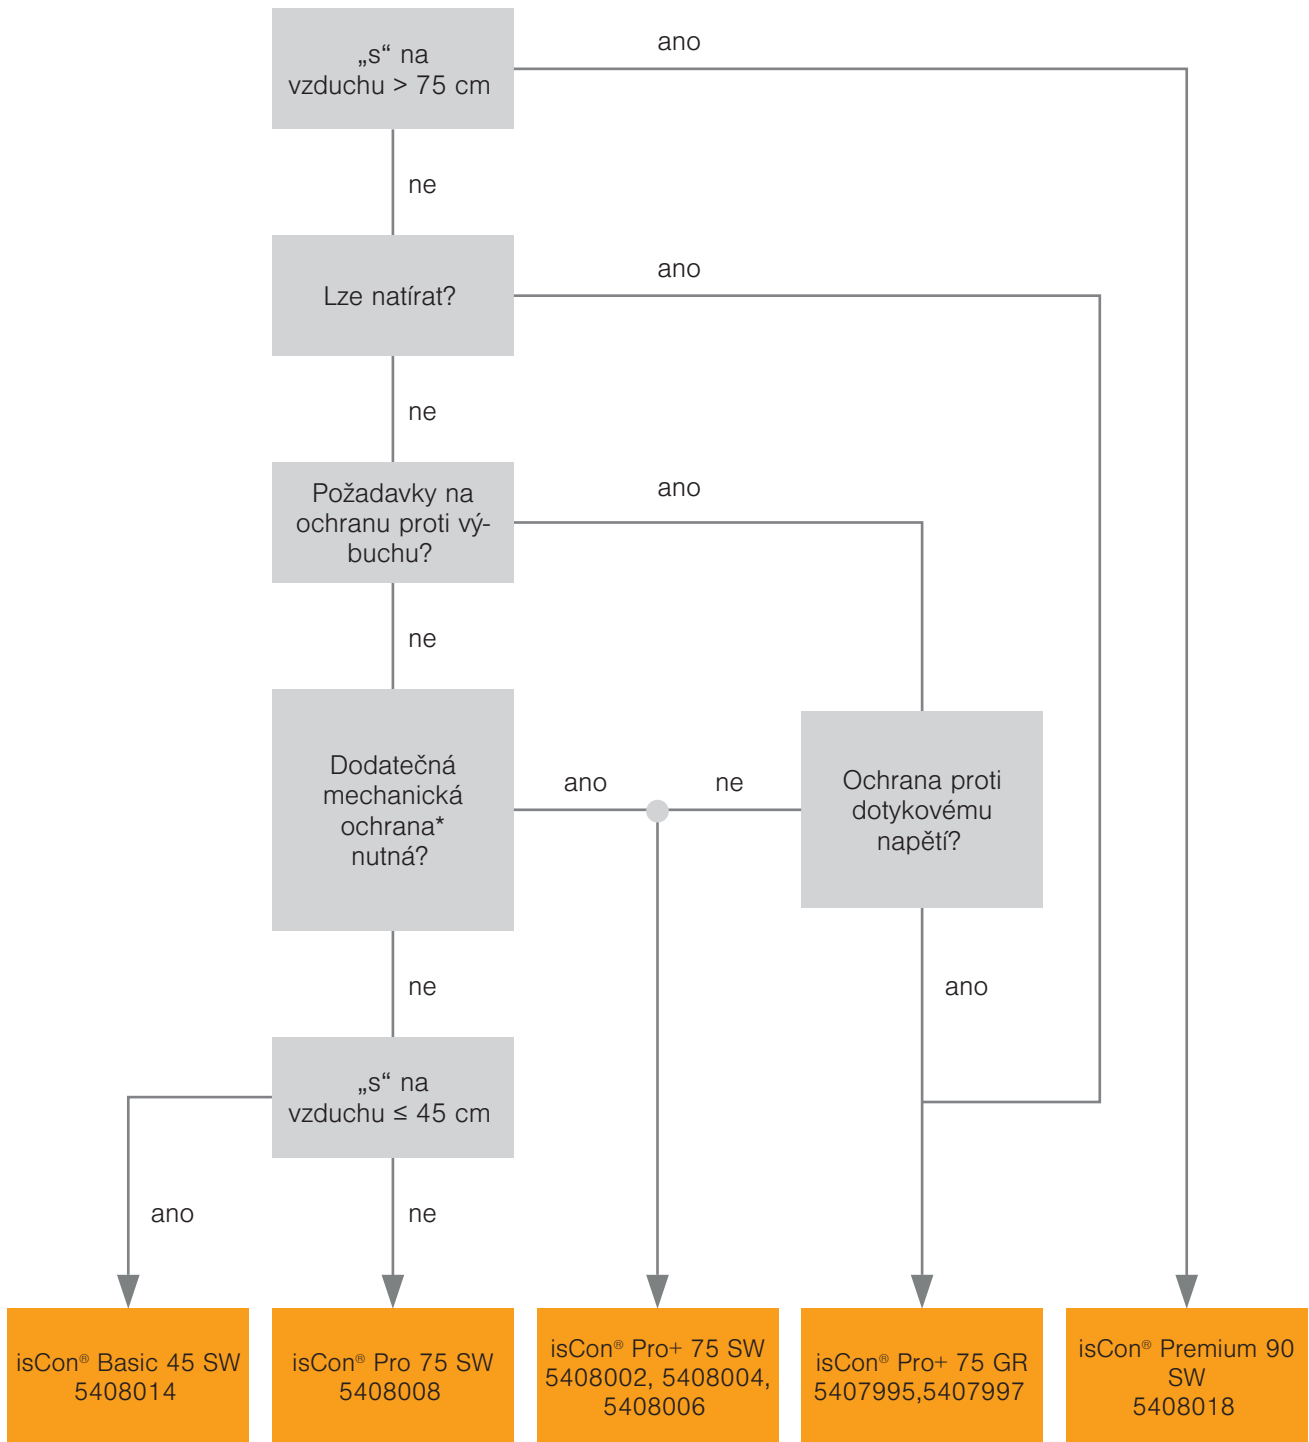 „s“ na
vzduchu > 75 cm
ano
ne
Lze natírat?
ano
ne
Požadavky na
ochranu proti vý-
buchu?
ano
ne
Dodatečná
mechanická
ochrana*
nutná?
ano
ne
Ochrana proti
dotykovému
napětí?
ne
ano
„s“ na
vzduchu ≤ 45 cm
ano
ne
isCon® Basic 45 SW
5408014
isCon® Pro 75 SW
5408008
isCon® Pro+ 75 SW
5408002, 5408004,
5408006
isCon® Pro+ 75 GR
5407995,5407997
isCon® Premium 90
SW
5408018